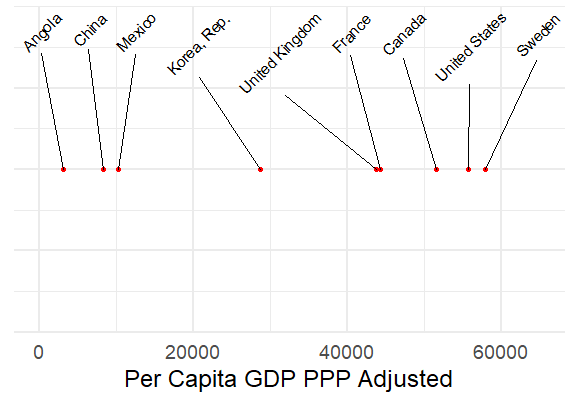 Angola
China
Mexico
Korea, Rep.
United Kingdom
France
Canada
United States
Sweden
0
20000
40000
60000
Per Capita GDP PPP Adjusted